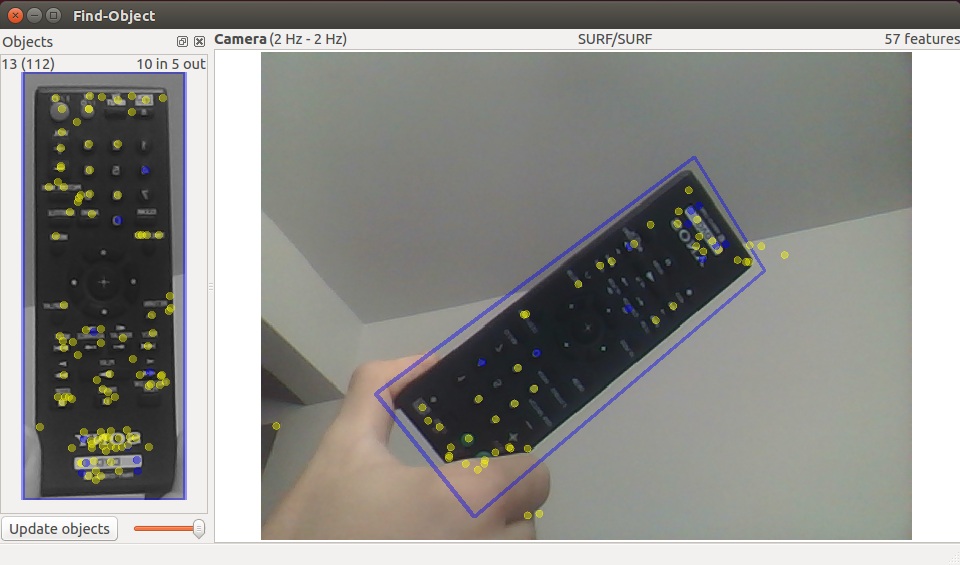 Find-Object
Objects
Camera (2 Hz - 2 Hz) SURF/SURF 57 features
13 (112) 10 in 5 out
Update objects